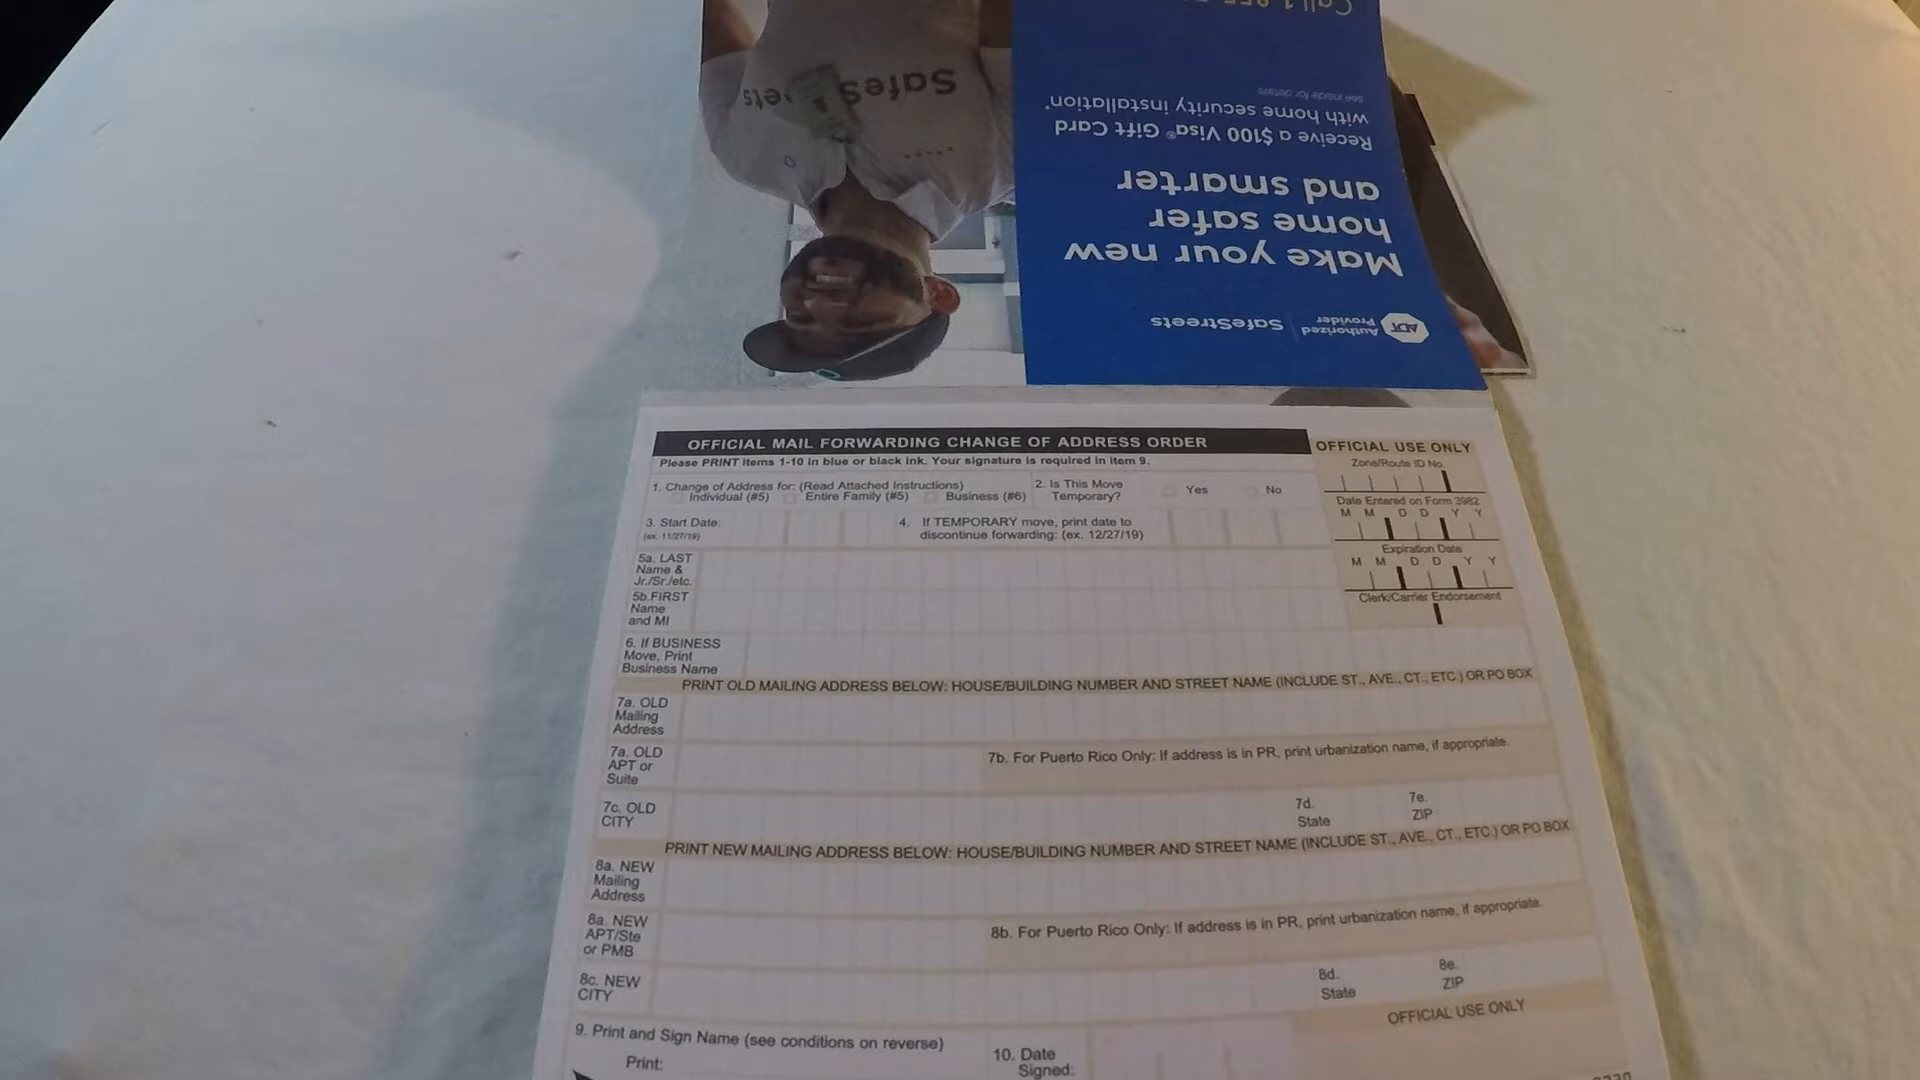 Call 1
Receive a $100 Visa® Gift Card
with home security installation*
see inside for details
Make your new
home safer
and smarter
ADT
Authorized
Provider
SafeStreets
OFFICIAL MAIL FORWARDING CHANGE OF ADDRESS ORDER
Please PRINT items 1-10 in blue or black ink. Your signature is required in item 9.
OFFICIAL USE ONLY
Zone/Route ID No.
1. Change of Address for: (Read Attached Instructions)
Individual (#5) Entire Family (#5) Business (#6)
2. Is This Move
Temporary?
Yes No
Date Entered on Form 3982
M M D D Y Y
3. Start Date:
(ex. 11/27/19)
4. If TEMPORARY move, print date to
discontinue forwarding: (ex. 12/27/19)
Expiration Date
M M D D Y Y
5a. LAST
Name &
Jr./Sr./etc.
Clerk/Carrier Endorsement
5b.FIRST
Name
and MI
6. If BUSINESS
Move, Print
Business Name
PRINT OLD MAILING ADDRESS BELOW: HOUSE/BUILDING NUMBER AND STREET NAME (INCLUDE ST., AVE., CT., ETC.) OR PO BOX
7a. OLD
Mailing
Address
7a. OLD
APT or
Suite
7b. For Puerto Rico Only: If address is in PR, print urbanization name, if appropriate.
7c. OLD
CITY
7d.
State
7e.
ZIP
PRINT NEW MAILING ADDRESS BELOW: HOUSE/BUILDING NUMBER AND STREET NAME (INCLUDE ST., AVE., CT., ETC.) OR PO BOX
8a. NEW
Mailing
Address
8a. NEW
APT/Ste
or PMB
8b. For Puerto Rico Only: If address is in PR, print urbanization name, if appropriate.
8c. NEW
CITY
8d.
State
8e.
ZIP
OFFICIAL USE ONLY
9. Print and Sign Name (see conditions on reverse)
Print:
10. Date
Signed: